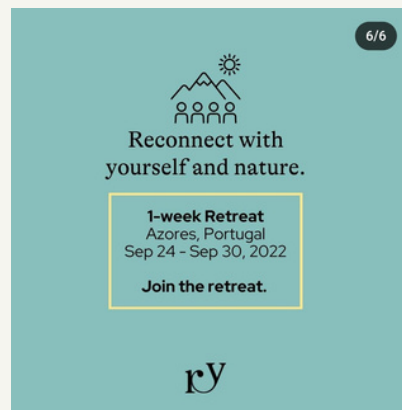 6/6
Reconnect with
yourself and nature.
1-week Retreat
Azores, Portugal
Sep 24 - Sep 30, 2022
Join the retreat.
ry